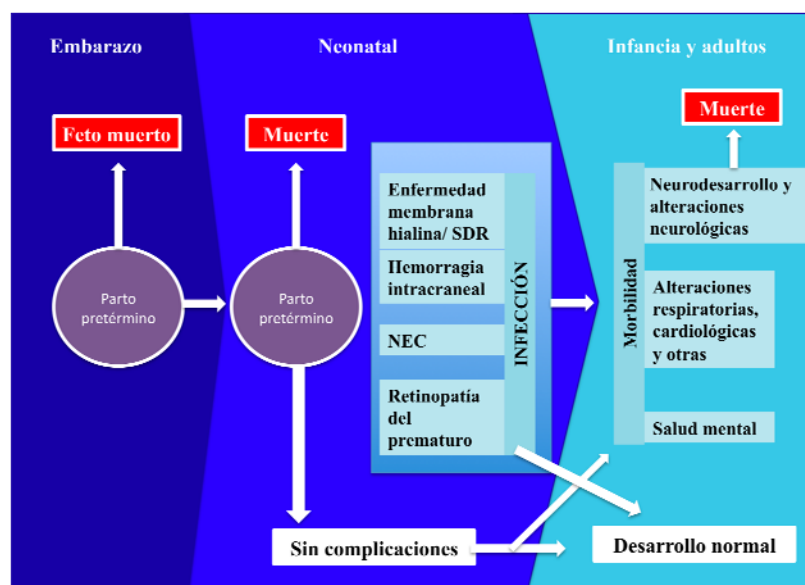 Embarazo
Neonatal
Infancia y adultos
Feto muerto
Muerte
Muerte
Parto
pretérmino
Parto
pretérmino
Enfermedad
membrana
hialina/ SDR
Hemorragia
intracraneal
NEC
Retinopatía
del
prematuro
INFECCIÓN
Morbilidad
Neurodesarrollo y
alteraciones
neurológicas
Alteraciones
respiratorias,
cardiológicas
y otras
Salud mental
Sin complicaciones
Desarrollo normal